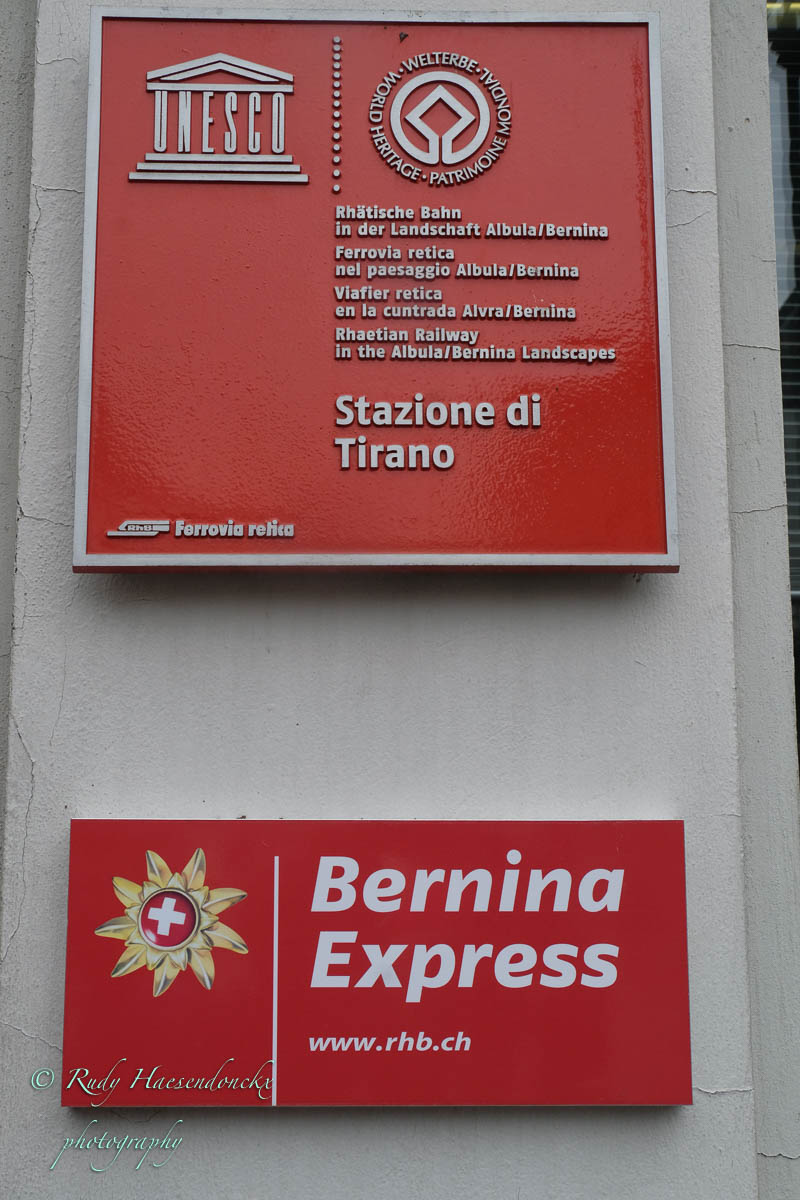 UNESCO
WORLD HERITAGE · WELTERBE · PATRIMOINE MONDIAL
Rhätische Bahn
in der Landschaft Albula/Bernina
Ferrovia retica
nel paesaggio Albula/Bernina
Viafier retica
en la cuntrada Alvra/Bernina
Rhaetian Railway
in the Albula/Bernina Landscapes
Stazione di
Tirano
RhB Ferrovia retica
Bernina
Express
www.rhb.ch
© Rudy Haesendonckx
photography